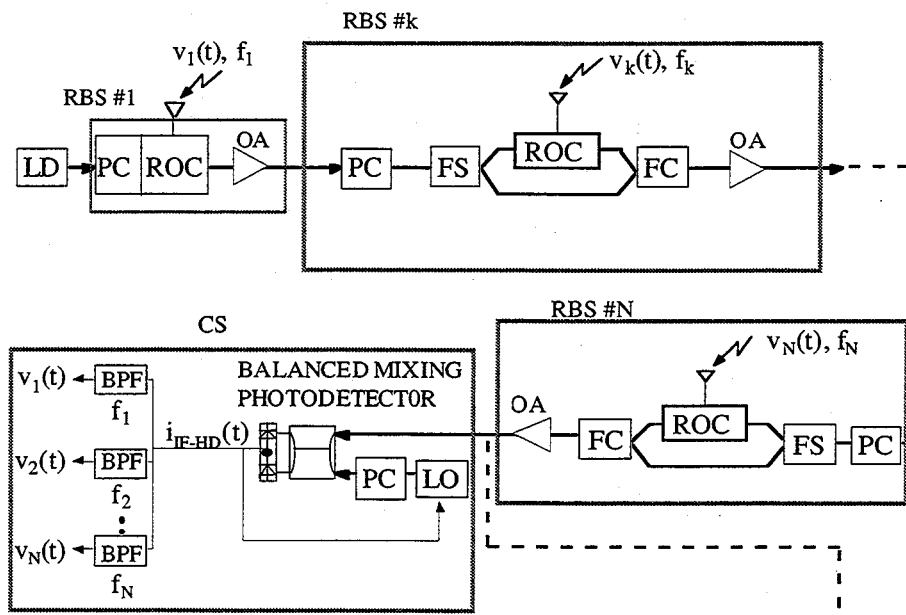 RBS #k
v1(t), f1
vk(t), fk
RBS #1
OA
OA
LD
PC
ROC
PC
FS
ROC
FC
CS
RBS #N
vN(t), fN
BALANCED MIXING
PHOTODETECT0R
v1(t)
BPF
f1
iIF-HD(t)
OA
FC
ROC
FS
PC
v2(t)
BPF
f2
PC
LO
vN(t)
BPF
fN